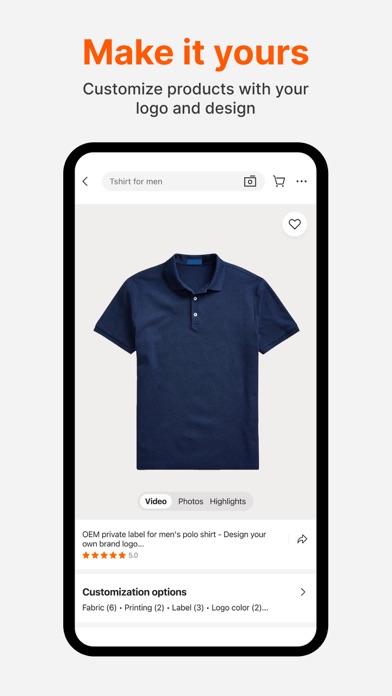 Make it yours
Customize products with your
logo and design
Tshirt for men
Video Photos Highlights
OEM private label for men's polo shirt - Design your
own brand logo...
5.0
Customization options
Fabric (6) • Printing (2) • Label (3) • Logo color (2)...